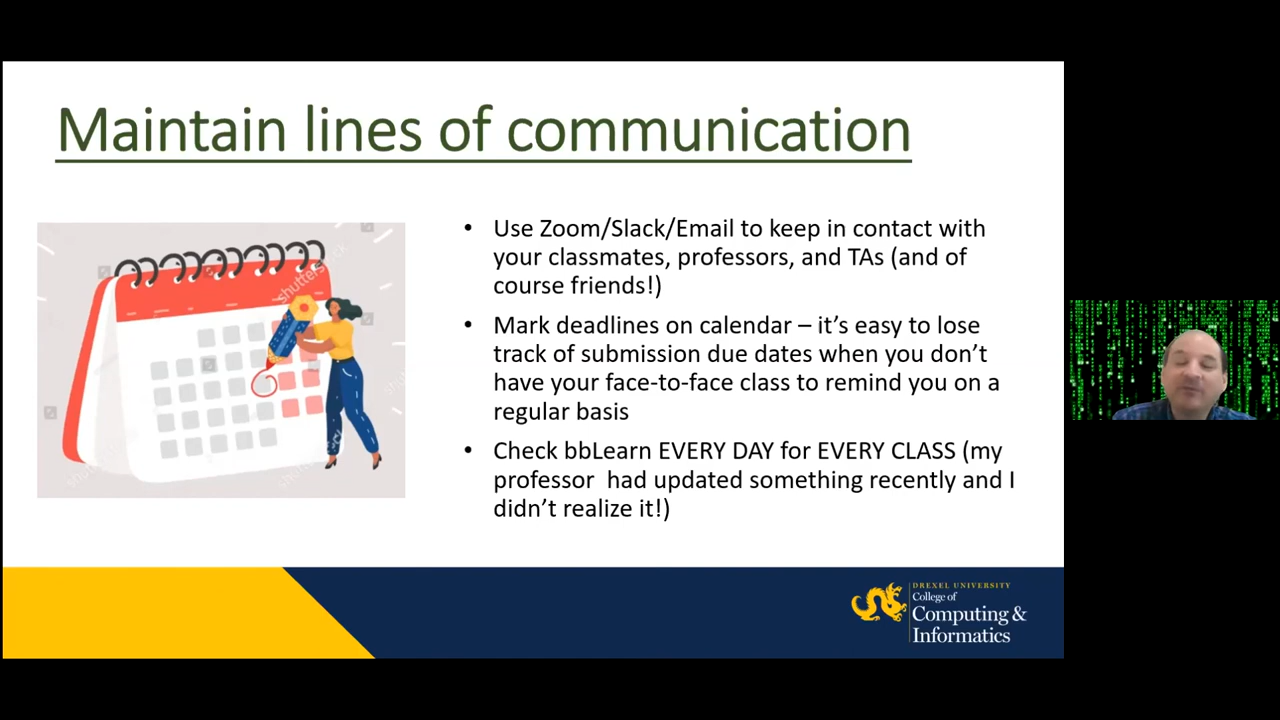 Maintain lines of communication
• Use Zoom/Slack/Email to keep in contact with
your classmates, professors, and TAs (and of
course friends!)
• Mark deadlines on calendar – it’s easy to lose
track of submission due dates when you don’t
have your face-to-face class to remind you on a
regular basis
• Check bbLearn EVERY DAY for EVERY CLASS (my
professor  had updated something recently and I
didn’t realize it!)
shutterstock
DREXEL UNIVERSITY
College of
Computing &
Informatics